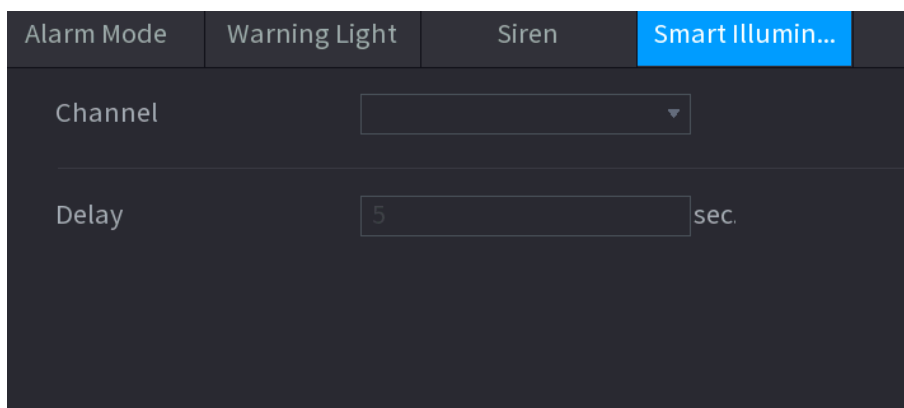 Alarm Mode Warning Light Siren Smart Illumin...
Channel
Delay 5 sec.